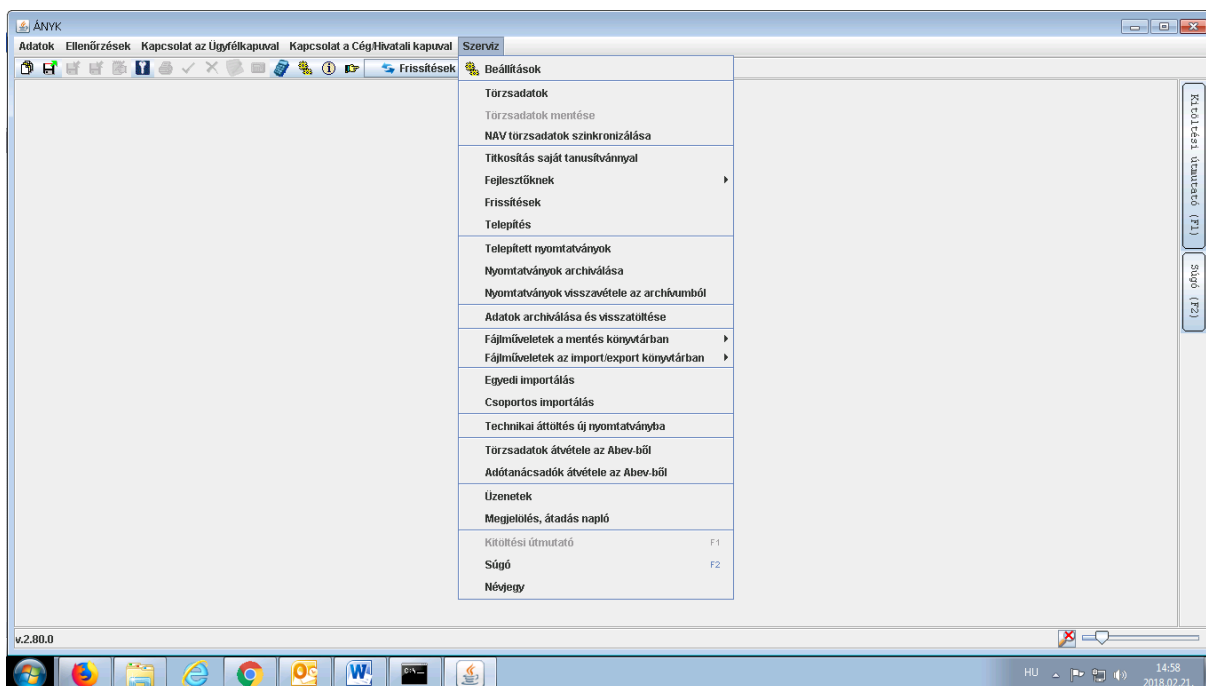 ÁNYK
Adatok Ellenőrzések Kapcsolat az Ügyfélkapuval Kapcsolat a Cég/Hivatali kapuval Szerviz
Frissítések
Beállítások
Törzsadatok
Törzsadatok mentése
NAV törzsadatok szinkronizálása
Titkosítás saját tanusítvánnyal
Fejlesztőknek
Frissítések
Telepítés
Telepített nyomtatványok
Nyomtatványok archiválása
Nyomtatványok visszavétele az archívumból
Adatok archiválása és visszatöltése
Fájlműveletek a mentés könyvtárban
Fájlműveletek az import/export könyvtárban
Egyedi importálás
Csoportos importálás
Technikai áttöltés új nyomtatványba
Törzsadatok átvétele az Abev-ből
Adótanácsadók átvétele az Abev-ből
Üzenetek
Megjelölés, átadás napló
Kitöltési útmutató F1
Súgó F2
Névjegy
Kitöltési útmutató (F1)
Súgó (F2)
v.2.80.0
HU
14:58
2018.02.21.